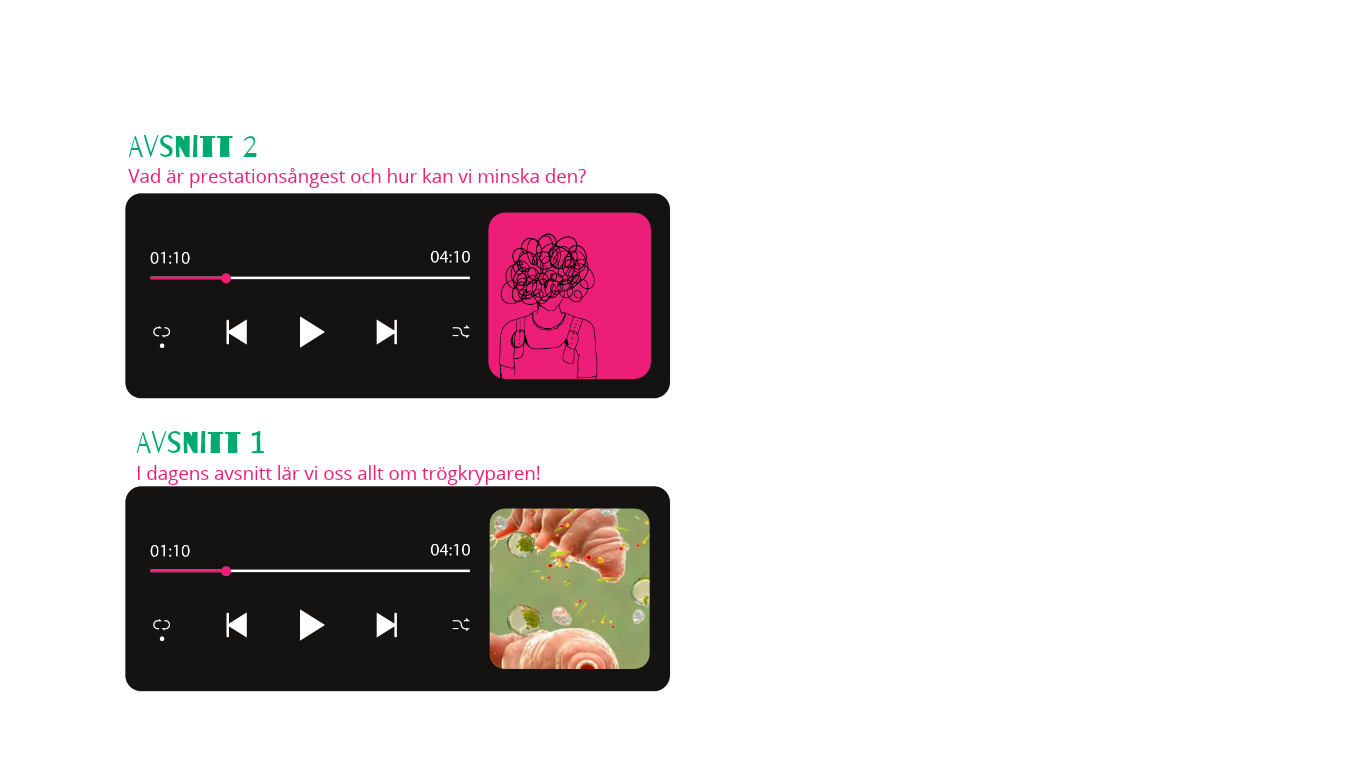 AVSNITT 2
Vad är prestationsångest och hur kan vi minska den?
01:10
04:10
AVSNITT 1
I dagens avsnitt lär vi oss allt om trögkryparen!
01:10
04:10